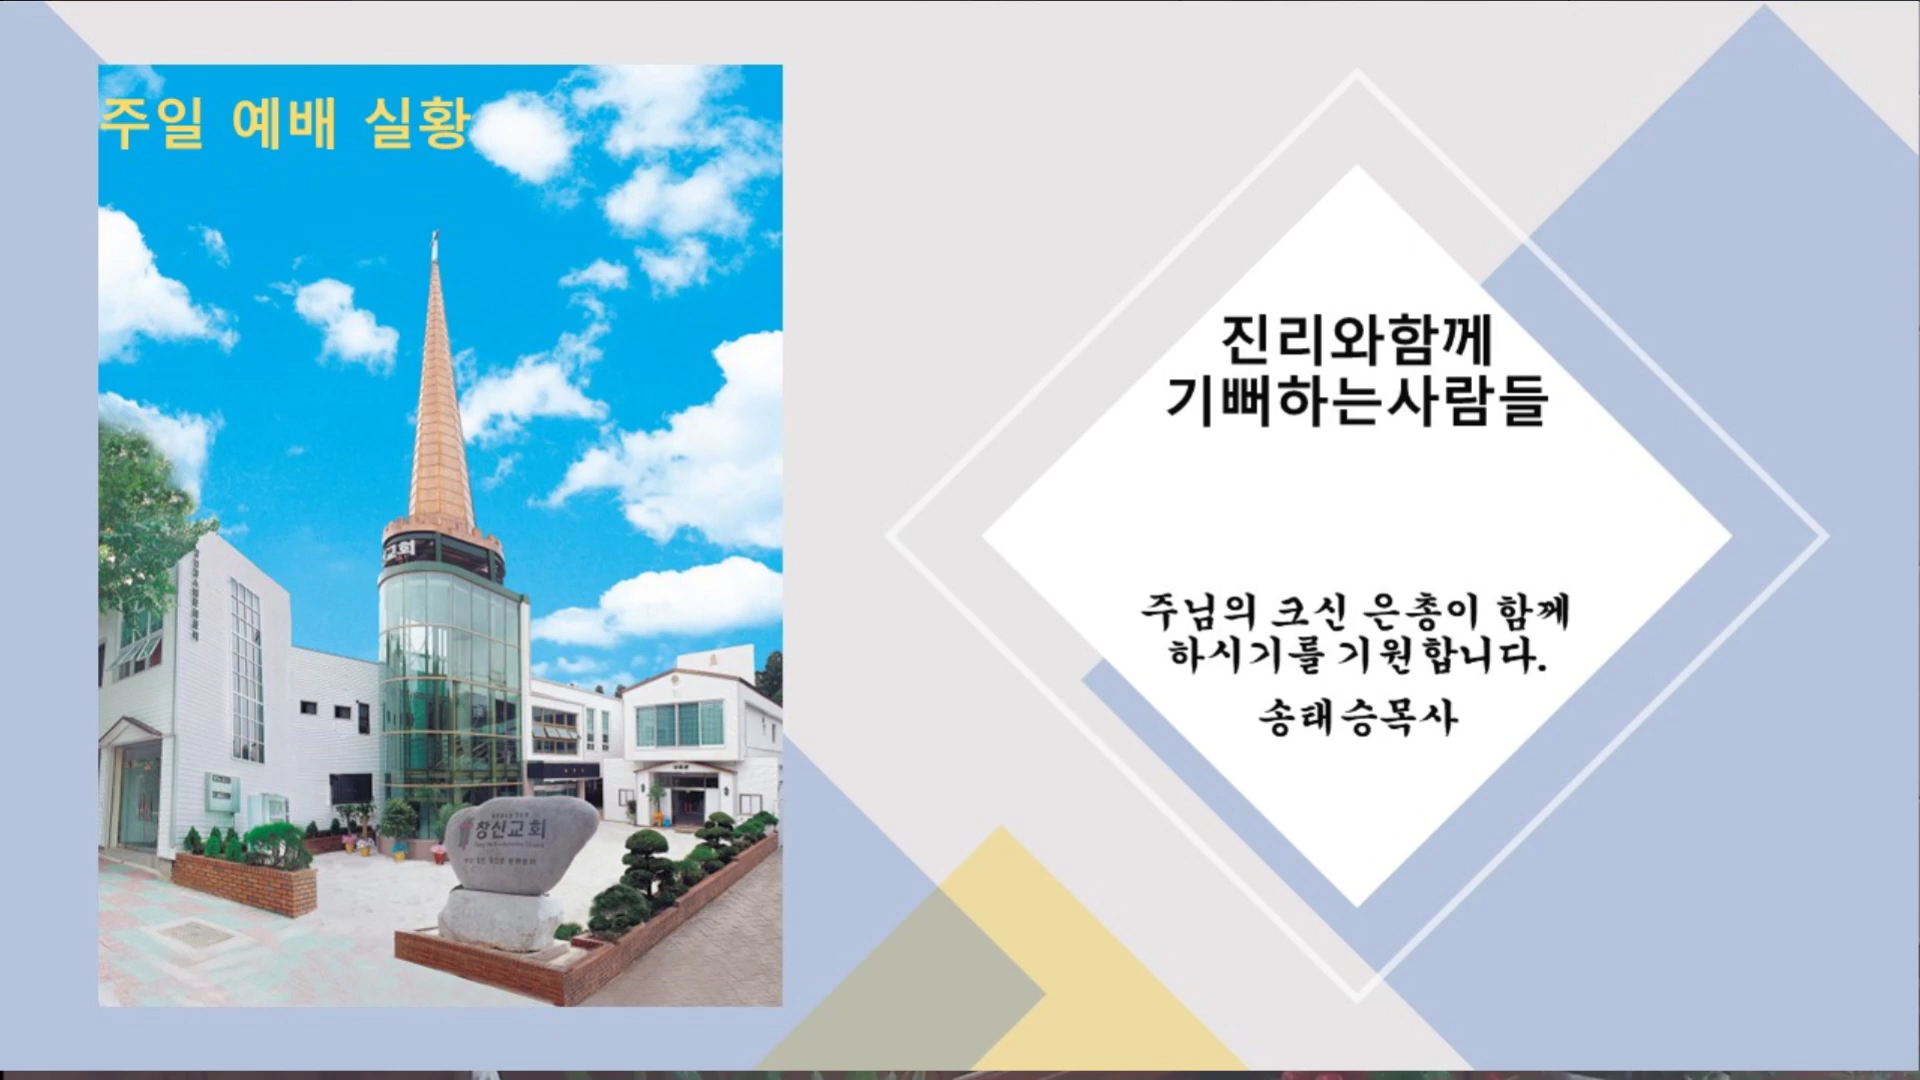 주일 예배 실황
교회
창신교회
진리와함께
기뻐하는사람들
주님의 크신 은총이 함께
하시기를 기원합니다.
송태승목사